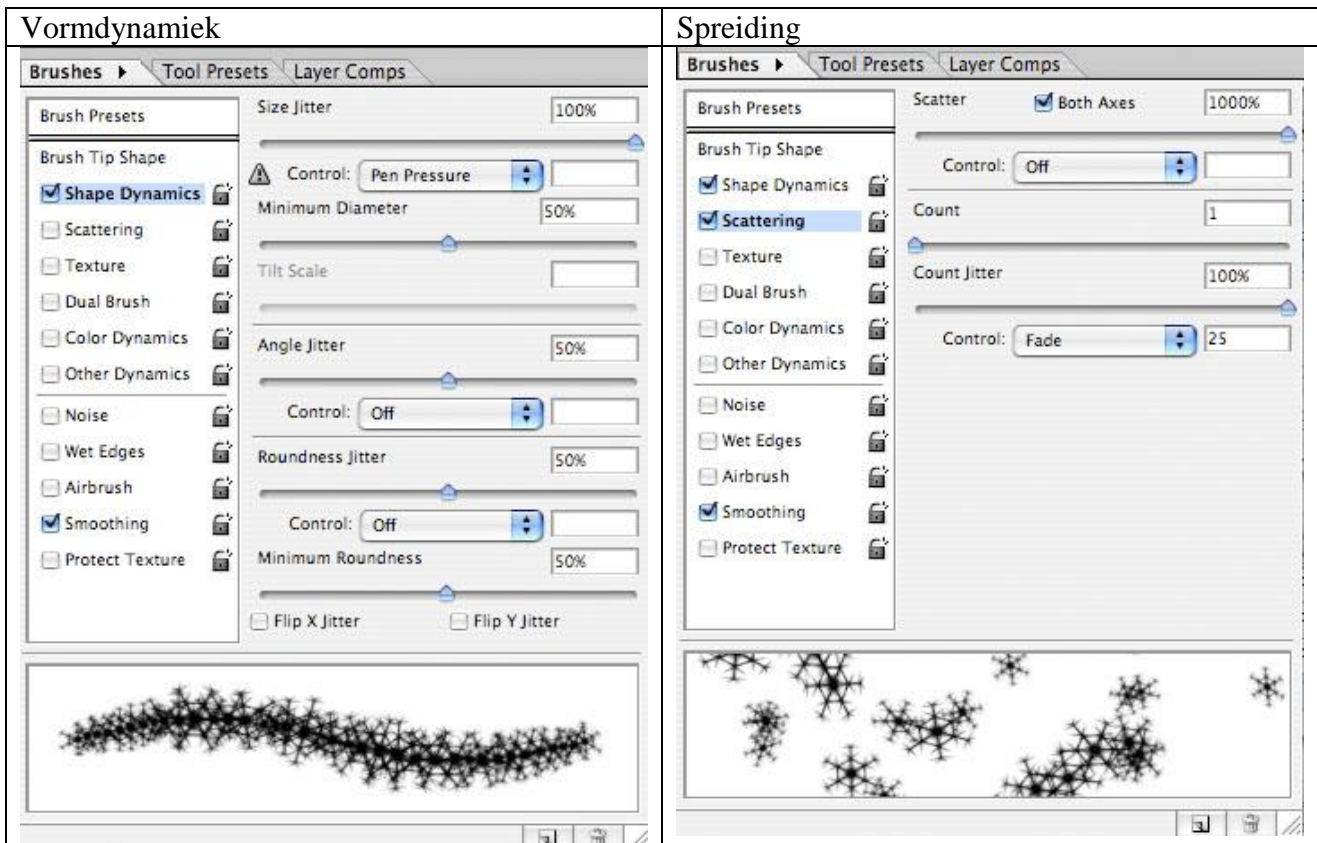 Vormdynamiek
Brushes Tool Presets Layer Comps
Brush Presets
Brush Tip Shape
Shape Dynamics
Scattering
Texture
Dual Brush
Color Dynamics
Other Dynamics
Noise
Wet Edges
Airbrush
Smoothing
Protect Texture
Size Jitter 100%
Control: Pen Pressure
Minimum Diameter 50%
Tilt Scale
Angle Jitter 50%
Control: Off
Roundness Jitter 50%
Control: Off
Minimum Roundness 50%
Flip X Jitter Flip Y Jitter
Spreiding
Brushes Tool Presets Layer Comps
Brush Presets
Brush Tip Shape
Shape Dynamics
Scattering
Texture
Dual Brush
Color Dynamics
Other Dynamics
Noise
Wet Edges
Airbrush
Smoothing
Protect Texture
Scatter Both Axes 1000%
Control: Off
Count 1
Count Jitter 100%
Control: Fade 25